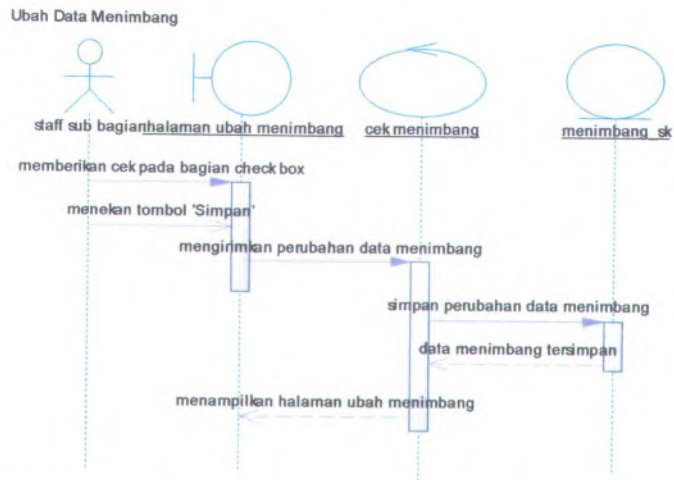 Ubah Data Menimbang
staff sub bagian halaman ubah menimbang cek menimbang menimbang_sk
memberikan cek pada bagian check box
menekan tombol 'Simpan'
mengirimkan perubahan data menimbang
simpan perubahan data menimbang
data menimbang tersimpan
menampilkan halaman ubah menimbang